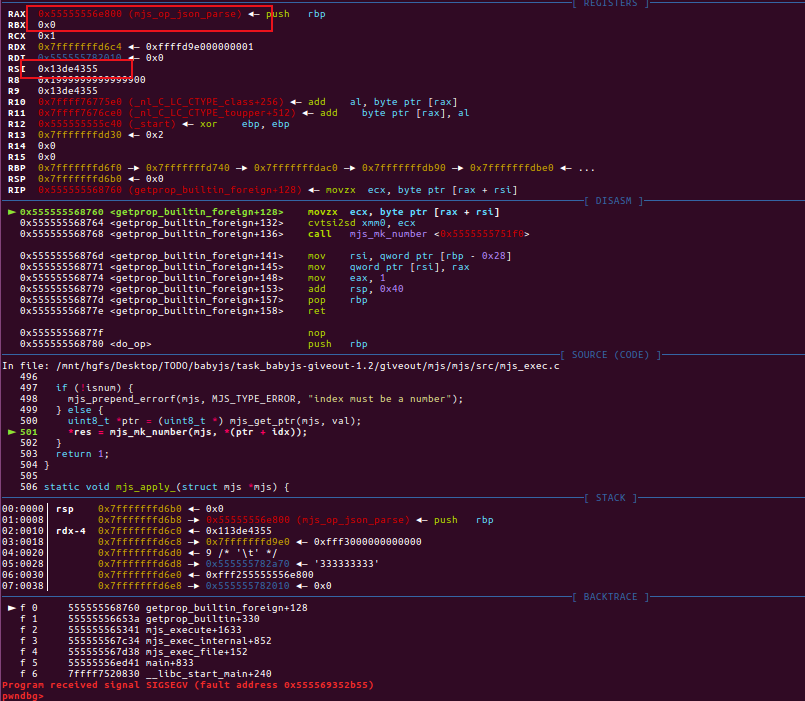 [ REGISTERS ]
RAX 0x55555556e800 (mjs_op_json_parse) ◂— push rbp
RBX 0x0
RCX 0x1
RDX 0x7fffffffd6c4 ◂— 0xffffd9e000000001
RDI 0x555555782010 ◂— 0x0
RSI 0x13de4355
R8 0x1999999999999900
R9 0x13de4355
R10 0x7ffff76775e0 (_nl_C_LC_CTYPE_class+256) ◂— add al, byte ptr [rax]
R11 0x7ffff7676ce0 (_nl_C_LC_CTYPE_toupper+512) ◂— add byte ptr [rax], al
R12 0x555555555c40 (_start) ◂— xor ebp, ebp
R13 0x7fffffffdd30 ◂— 0x2
R14 0x0
R15 0x0
RBP 0x7fffffffd6f0 —▸ 0x7fffffffd740 —▸ 0x7fffffffdac0 —▸ 0x7fffffffdb90 —▸ 0x7fffffffdbe0 ◂— ...
RSP 0x7fffffffd6b0 ◂— 0x0
RIP 0x555555568760 (getprop_builtin_foreign+128) ◂— movzx ecx, byte ptr [rax + rsi]
[ DISASM ]
► 0x555555568760 <getprop_builtin_foreign+128> movzx ecx, byte ptr [rax + rsi]
0x555555568764 <getprop_builtin_foreign+132> cvtsi2sd xmm0, ecx
0x555555568768 <getprop_builtin_foreign+136> call mjs_mk_number <0x5555555751f0>
0x55555556876d <getprop_builtin_foreign+141> mov rsi, qword ptr [rbp - 0x28]
0x555555568771 <getprop_builtin_foreign+145> mov qword ptr [rsi], rax
0x555555568774 <getprop_builtin_foreign+148> mov eax, 1
0x555555568779 <getprop_builtin_foreign+153> add rsp, 0x40
0x55555556877d <getprop_builtin_foreign+157> pop rbp
0x55555556877e <getprop_builtin_foreign+158> ret
0x55555556877f nop
0x555555568780 <do_op> push rbp
[ SOURCE (CODE) ]
In file: /mnt/hgfs/Desktop/TODO/babyjs/task_babyjs-giveout-1.2/giveout/mjs/mjs/src/mjs_exec.c
496
497 if (!isnum) {
498 mjs_prepend_errorf(mjs, MJS_TYPE_ERROR, "index must be a number");
499 } else {
500 uint8_t *ptr = (uint8_t *) mjs_get_ptr(mjs, val);
► 501 *res = mjs_mk_number(mjs, *(ptr + idx));
502 }
503 return 1;
504 }
505
506 static void mjs_apply_(struct mjs *mjs) {
[ STACK ]
00:0000│ rsp 0x7fffffffd6b0 ◂— 0x0
01:0008│ 0x7fffffffd6b8 —▸ 0x55555556e800 (mjs_op_json_parse) ◂— push rbp
02:0010│ rdx-4 0x7fffffffd6c0 ◂— 0x113de4355
03:0018│ 0x7fffffffd6c8 —▸ 0x7fffffffd9e0 ◂— 0xfff3000000000000
04:0020│ 0x7fffffffd6d0 ◂— 9 /* '\t' */
05:0028│ 0x7fffffffd6d8 —▸ 0x555555782a70 ◂— '333333333'
06:0030│ 0x7fffffffd6e0 ◂— 0xfff255555556e800
07:0038│ 0x7fffffffd6e8 —▸ 0x555555782010 ◂— 0x0
[ BACKTRACE ]
► f 0 555555568760 getprop_builtin_foreign+128
f 1 55555556653a getprop_builtin+330
f 2 555555565341 mjs_execute+1633
f 3 55555567c34 mjs_exec_internal+852
f 4 55555567d38 mjs_exec_file+152
f 5 55555556ed41 main+833
f 6 7ffff7520830 __libc_start_main+240
Program received signal SIGSEGV (fault address 0x555569352b55)
pwndbg>